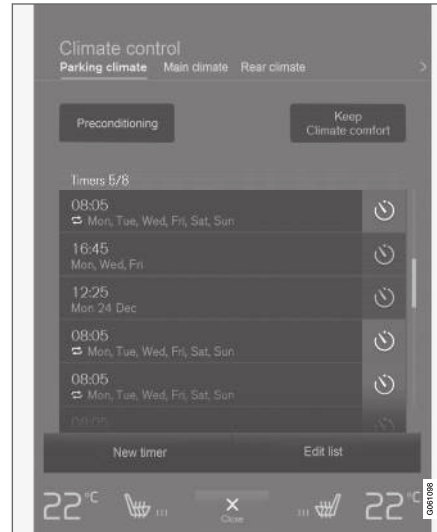 Climate control
Parking climate Main climate Rear climate
Preconditioning
Keep
Climate comfort
Timers 5/8
08:05
Mon, Tue, Wed, Fri, Sat, Sun
16:45
Mon, Wed, Fri
12:25
Mon 24 Dec
08:05
Mon, Tue, Wed, Fri, Sat, Sun
08:05
Mon, Tue, Wed, Fri, Sat, Sun
08:05
New timer Edit list
22°C 22°C
Close
G061098